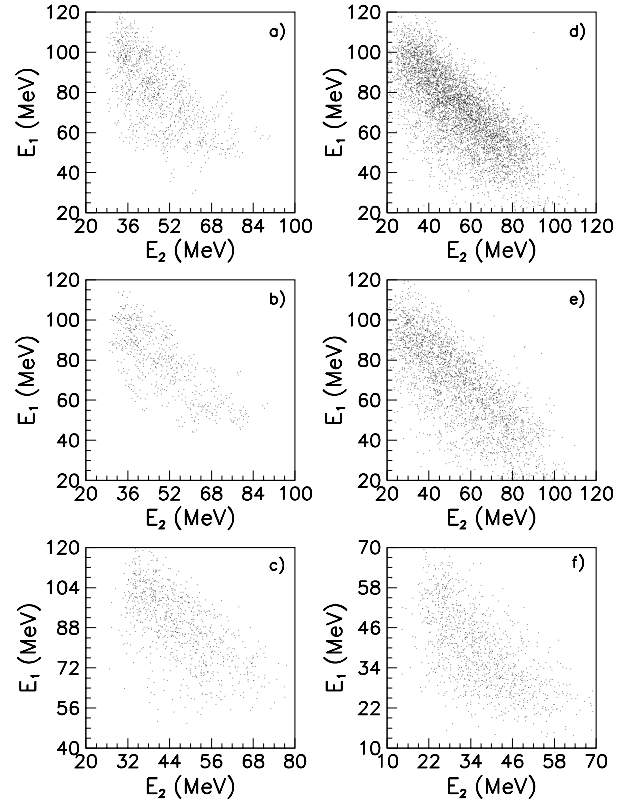 a)
120
100
80
60
40
20
E₁ (MeV)
20 36 52 68 84 100
E₂ (MeV)
d)
120
100
80
60
40
20
E₁ (MeV)
20 40 60 80 100 120
E₂ (MeV)
b)
120
100
80
60
40
20
E₁ (MeV)
20 36 52 68 84 100
E₂ (MeV)
e)
120
100
80
60
40
20
E₁ (MeV)
20 40 60 80 100 120
E₂ (MeV)
c)
120
104
88
72
56
40
E₁ (MeV)
20 32 44 56 68 80
E₂ (MeV)
f)
70
58
46
34
22
10
E₁ (MeV)
10 22 34 46 58 70
E₂ (MeV)